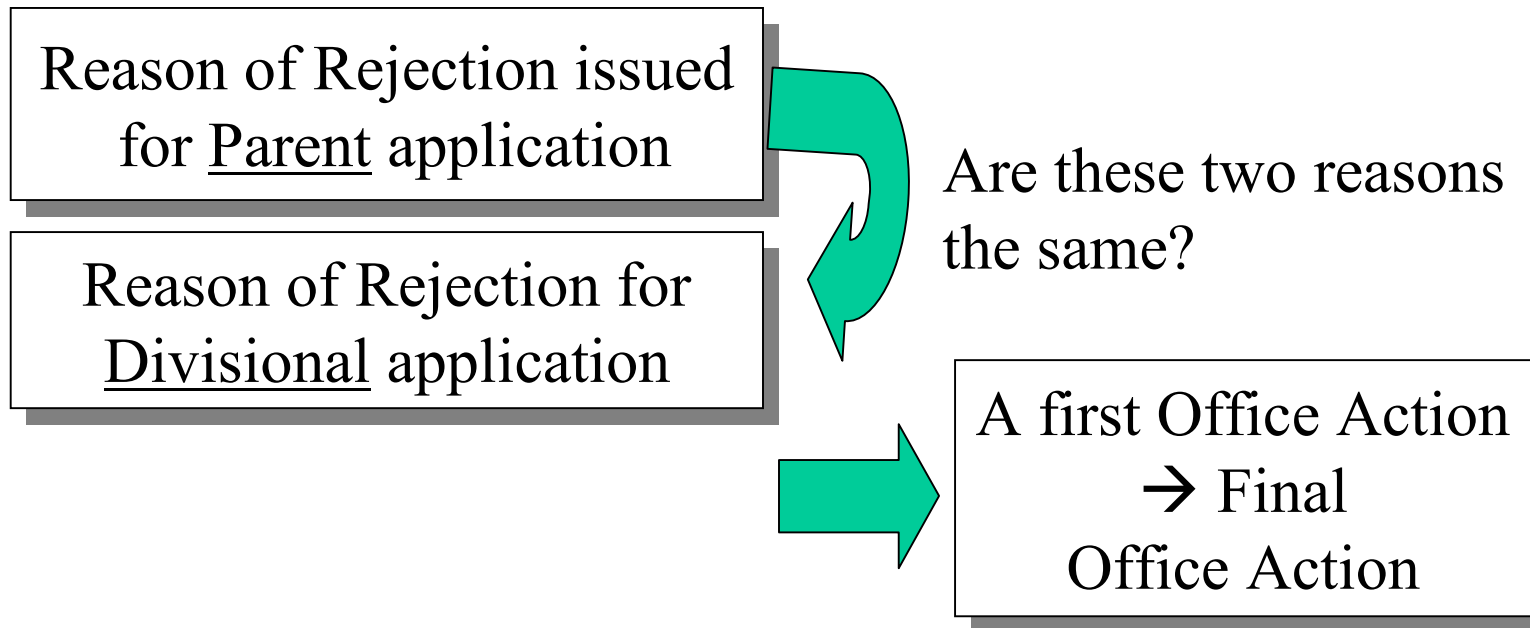 Reason of Rejection issued
for Parent application
Are these two reasons
the same?
Reason of Rejection for
Divisional application
A first Office Action
→ Final
Office Action